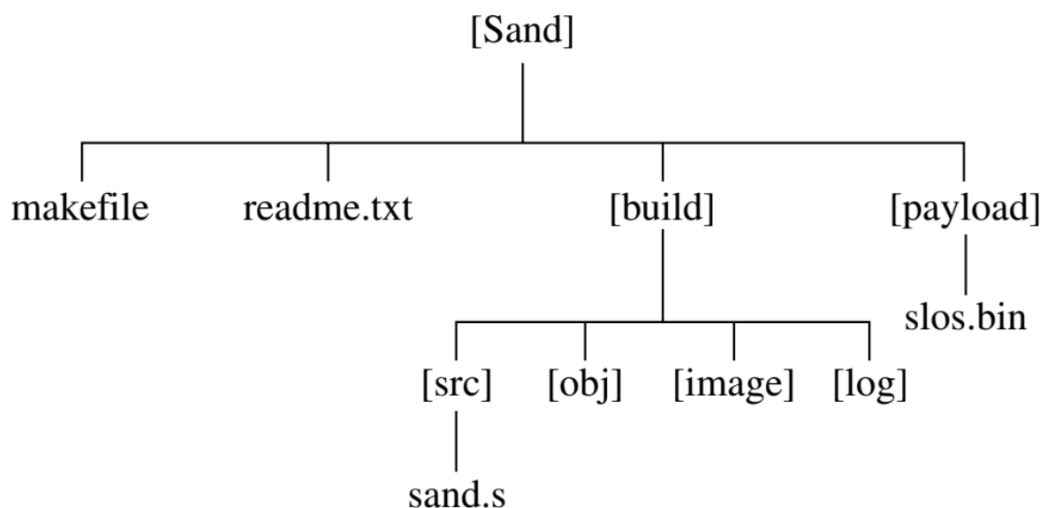 [Sand]
makefile readme.txt [build] [payload]
slos.bin
[src] [obj] [image] [log]
sand.s